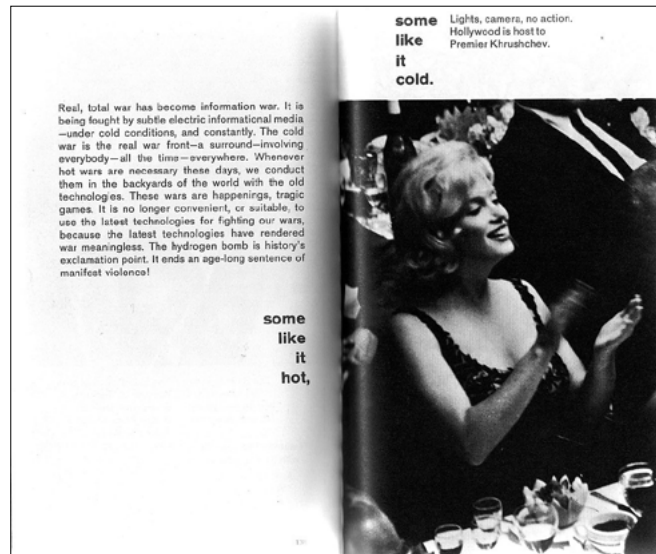 Real, total war has become information war. It is
being fought by subtle electric informational media
—under cold conditions, and constantly. The cold
war is the real war front—a surround—involving
everybody—all the time—everywhere. Whenever
hot wars are necessary these days, we conduct
them in the backyards of the world with the old
technologies. These wars are happenings, tragic
games. It is no longer convenient, or suitable, to
use the latest technologies for fighting our wars,
because the latest technologies have rendered
war meaningless. The hydrogen bomb is history's
exclamation point. It ends an age-long sentence of
manifest violence!
some
like
it
hot,
some
like
it
cold.
Lights, camera, no action.
Hollywood is host to
Premier Khrushchev.